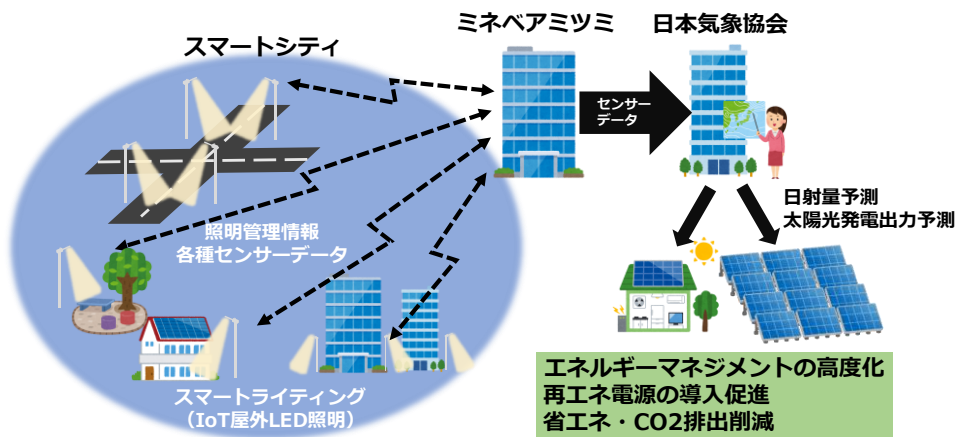 スマートシティ
ミネベアミツミ
日本気象協会
センサー
データ
照明管理情報
各種センサーデータ
スマートライティング
（IoT屋外LED照明）
日射量予測
太陽光発電出力予測
エネルギーマネジメントの高度化
再エネ電源の導入促進
省エネ・CO2排出削減